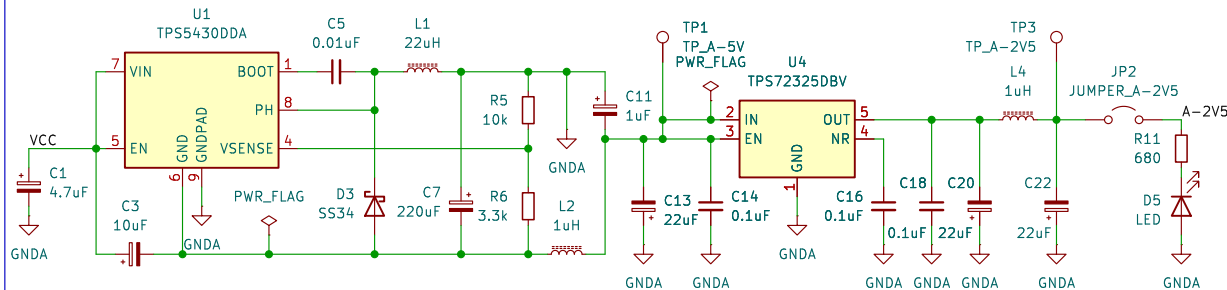 U1
TPS5430DDA
7
VIN
BOOT
1
PH
8
5
EN
VSENSE
4
GND
6
GNDPAD
9
GNDA
VCC
C1
4.7uF
GNDA
C3
10uF
PWR_FLAG
C5
0.01uF
L1
22uH
D3
SS34
C7
220uF
R5
10k
R6
3.3k
GNDA
L2
1uH
C11
1uF
TP1
TP_A-5V
PWR_FLAG
C13
22uF
GNDA
C14
0.1uF
GNDA
U4
TPS72325DBV
2
IN
OUT
5
3
EN
NR
4
GND
1
GNDA
C16
0.1uF
GNDA
C18
0.1uF
GNDA
C20
22uF
GNDA
L4
1uH
TP3
TP_A-2V5
C22
22uF
GNDA
JP2
JUMPER_A-2V5
A-2V5
R11
680
D5
LED
GNDA